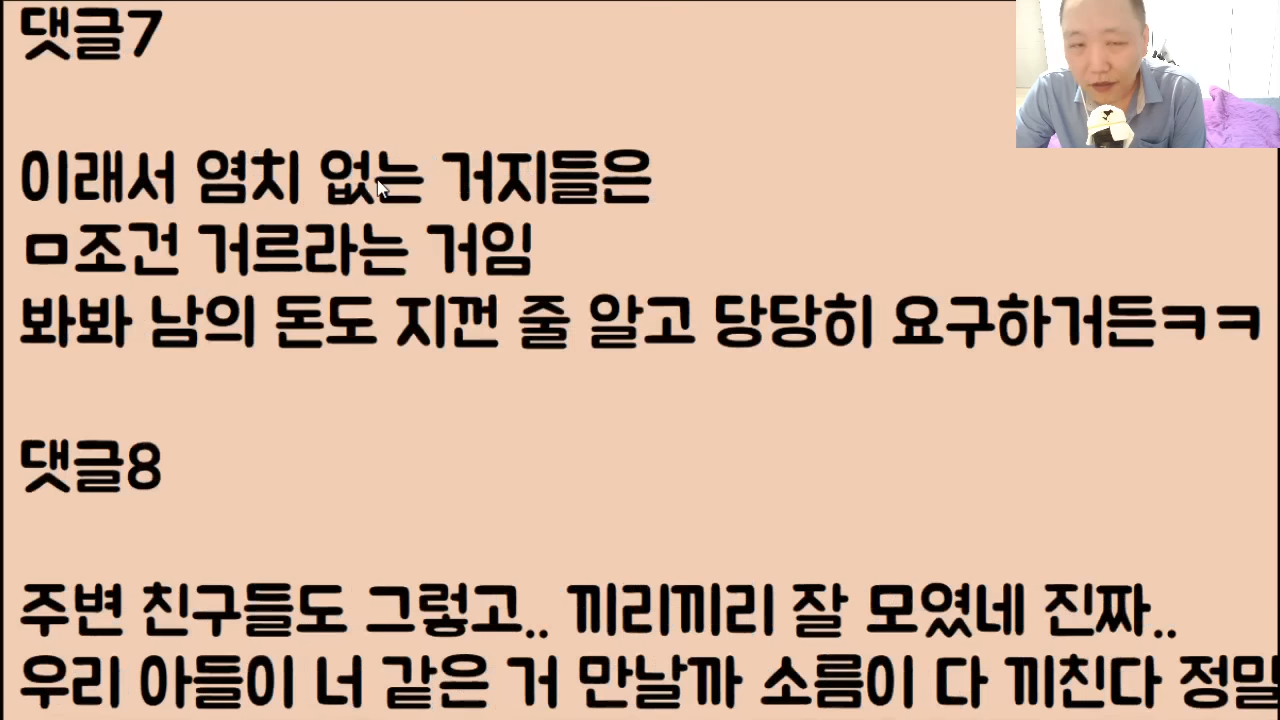 댓글7
이래서 염치 없는 거지들은
ㅁ조건 거르라는 거임
봐봐 남의 돈도 지껀 줄 알고 당당히 요구하거든ㅋㅋ
댓글8
주변 친구들도 그렇고.. 끼리끼리 잘 모였네 진짜..
우리 아들이 너 같은 거 만날까 소름이 다 끼친다 정말